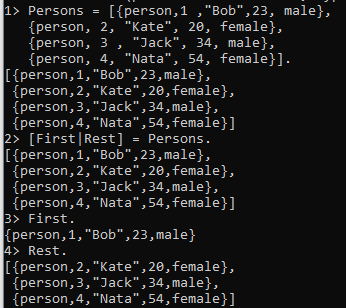 1> Persons = [{person,1 ,"Bob",23, male},
{person, 2, "Kate", 20, female},
{person, 3 , "Jack", 34, male},
{person, 4, "Nata", 54, female}].
[{person,1,"Bob",23,male},
{person,2,"Kate",20,female},
{person,3,"Jack",34,male},
{person,4,"Nata",54,female}]
2> [First|Rest] = Persons.
[{person,1,"Bob",23,male},
{person,2,"Kate",20,female},
{person,3,"Jack",34,male},
{person,4,"Nata",54,female}]
3> First.
{person,1,"Bob",23,male}
4> Rest.
[{person,2,"Kate",20,female},
{person,3,"Jack",34,male},
{person,4,"Nata",54,female}]